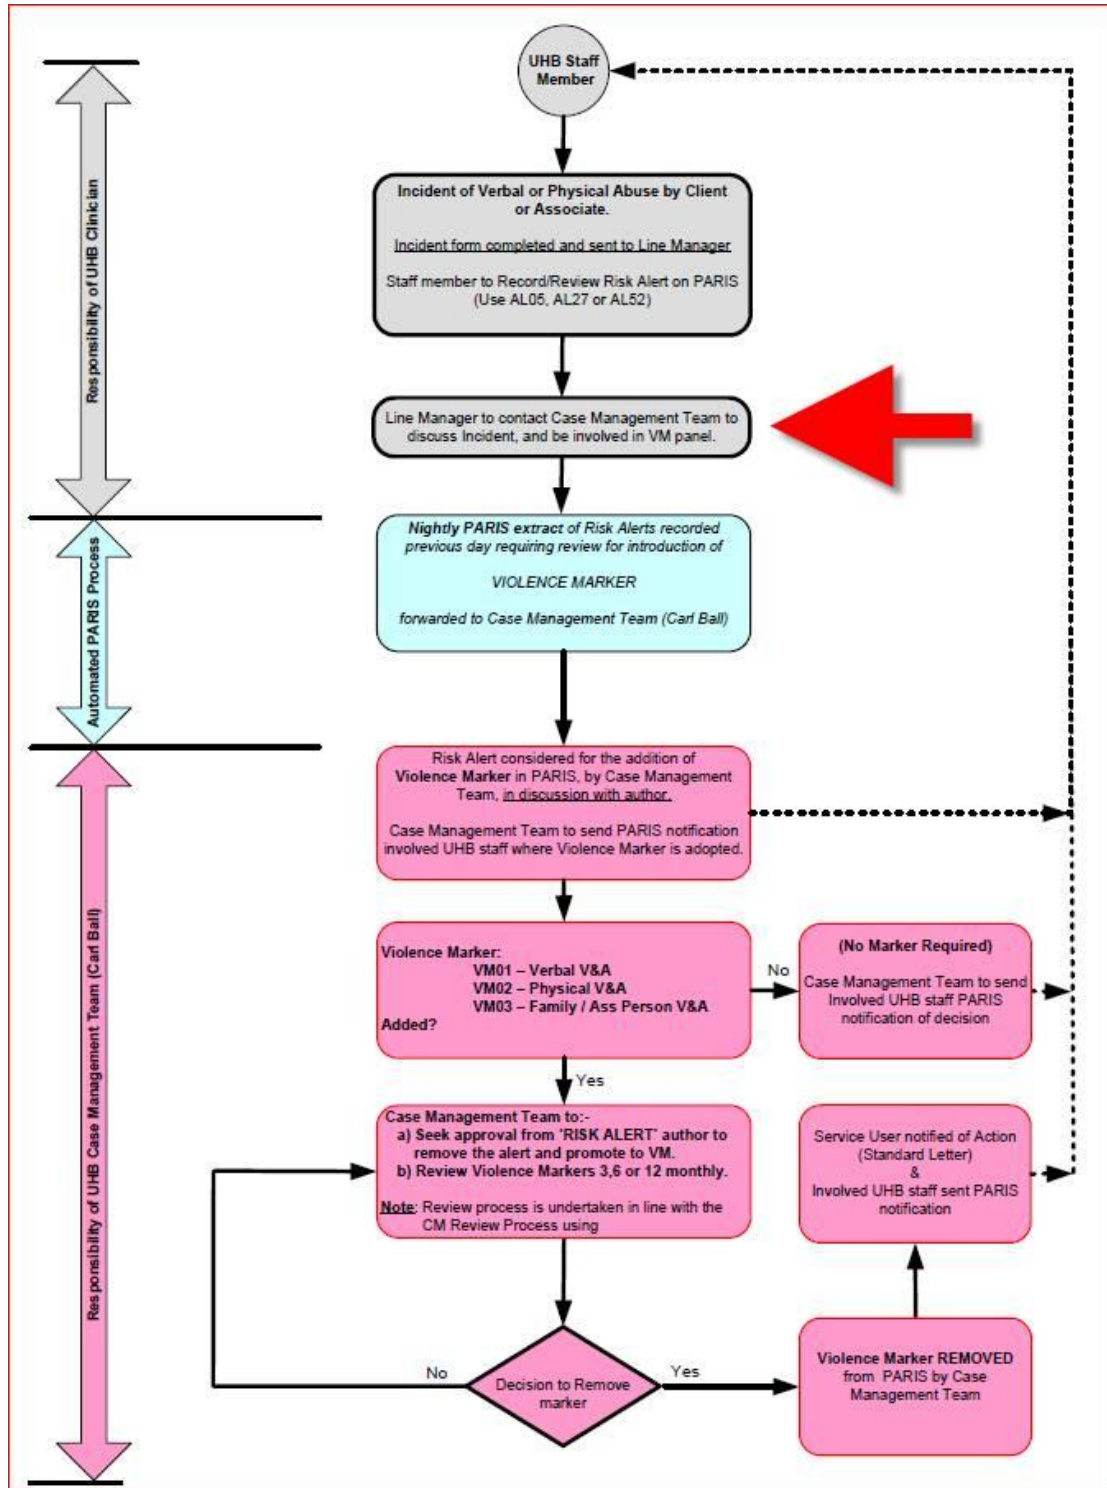 UHB Staff
Member
Incident of Verbal or Physical Abuse by Client
or Associate.
Incident form completed and sent to Line Manager
Staff member to Record/Review Risk Alert on PARIS
(Use AL05, AL27 or AL52)
Responsibility of UHB Clinician
Line Manager to contact Case Management Team to
discuss Incident, and be involved in VM panel.
Nightly PARIS extract of Risk Alerts recorded
previous day requiring review for introduction of
VIOLENCE MARKER
forwarded to Case Management Team (Carl Ball)
Automated PARIS Process
Risk Alert considered for the addition of
Violence Marker in PARIS, by Case Management
Team, in discussion with author.
Case Management Team to send PARIS notification
involved UHB staff where Violence Marker is adopted.
Responsibility of UHB Case Management Team (Carl Ball)
Violence Marker:
VM01 – Verbal V&A
VM02 – Physical V&A
VM03 – Family / Ass Person V&A
Added?
No
(No Marker Required)
Case Management Team to send
Involved UHB staff PARIS
notification of decision
Yes
Case Management Team to:-
a) Seek approval from 'RISK ALERT' author to
remove the alert and promote to VM.
b) Review Violence Markers 3,6 or 12 monthly.
Note: Review process is undertaken in line with the
CM Review Process using
Service User notified of Action
(Standard Letter)
&
Involved UHB staff sent PARIS
notification
No
Decision to Remove
marker
Yes
Violence Marker REMOVED
from PARIS by Case
Management Team